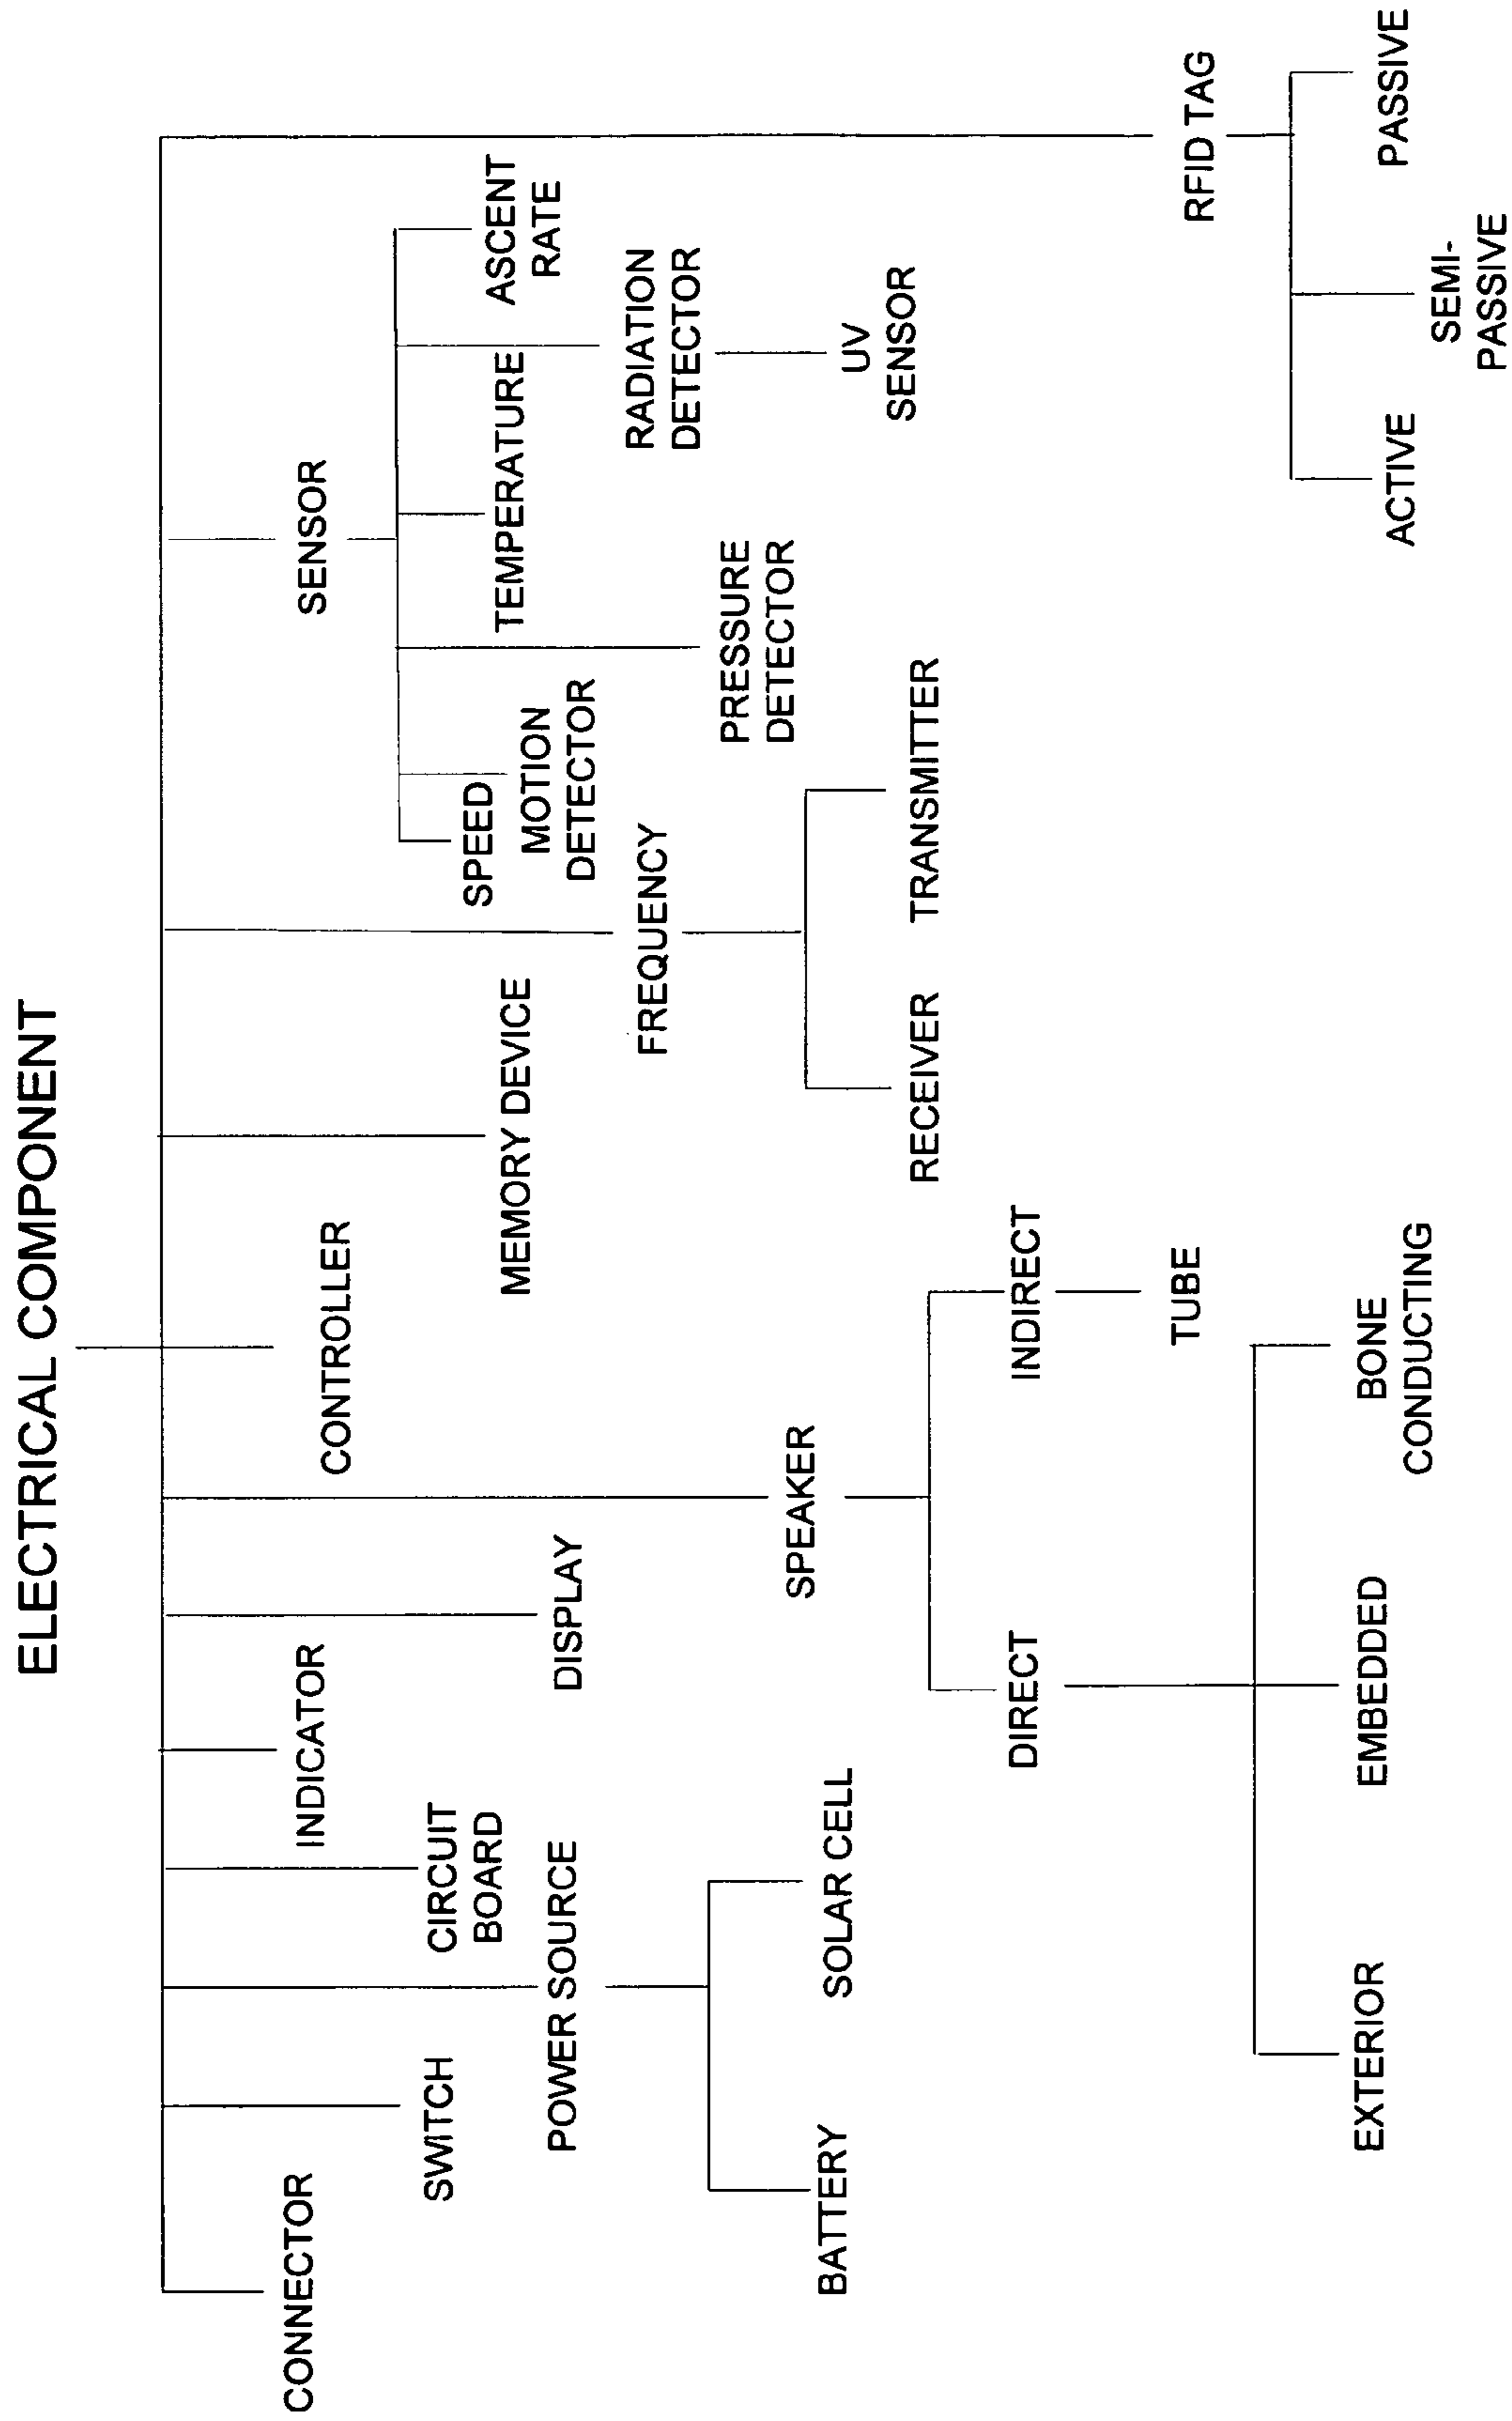 ELECTRICAL COMPONENT
CONNECTOR
SWITCH
POWER SOURCE
BATTERY
SOLAR CELL
CIRCUIT
BOARD
INDICATOR
DISPLAY
SPEAKER
DIRECT
EXTERIOR
EMBEDDED
BONE
CONDUCTING
INDIRECT
TUBE
CONTROLLER
MEMORY DEVICE
FREQUENCY
RECEIVER
TRANSMITTER
SENSOR
SPEED
MOTION
DETECTOR
PRESSURE
DETECTOR
TEMPERATURE
RADIATION
DETECTOR
UV
SENSOR
ASCENT
RATE
RFID TAG
ACTIVE
SEMI-
PASSIVE
PASSIVE